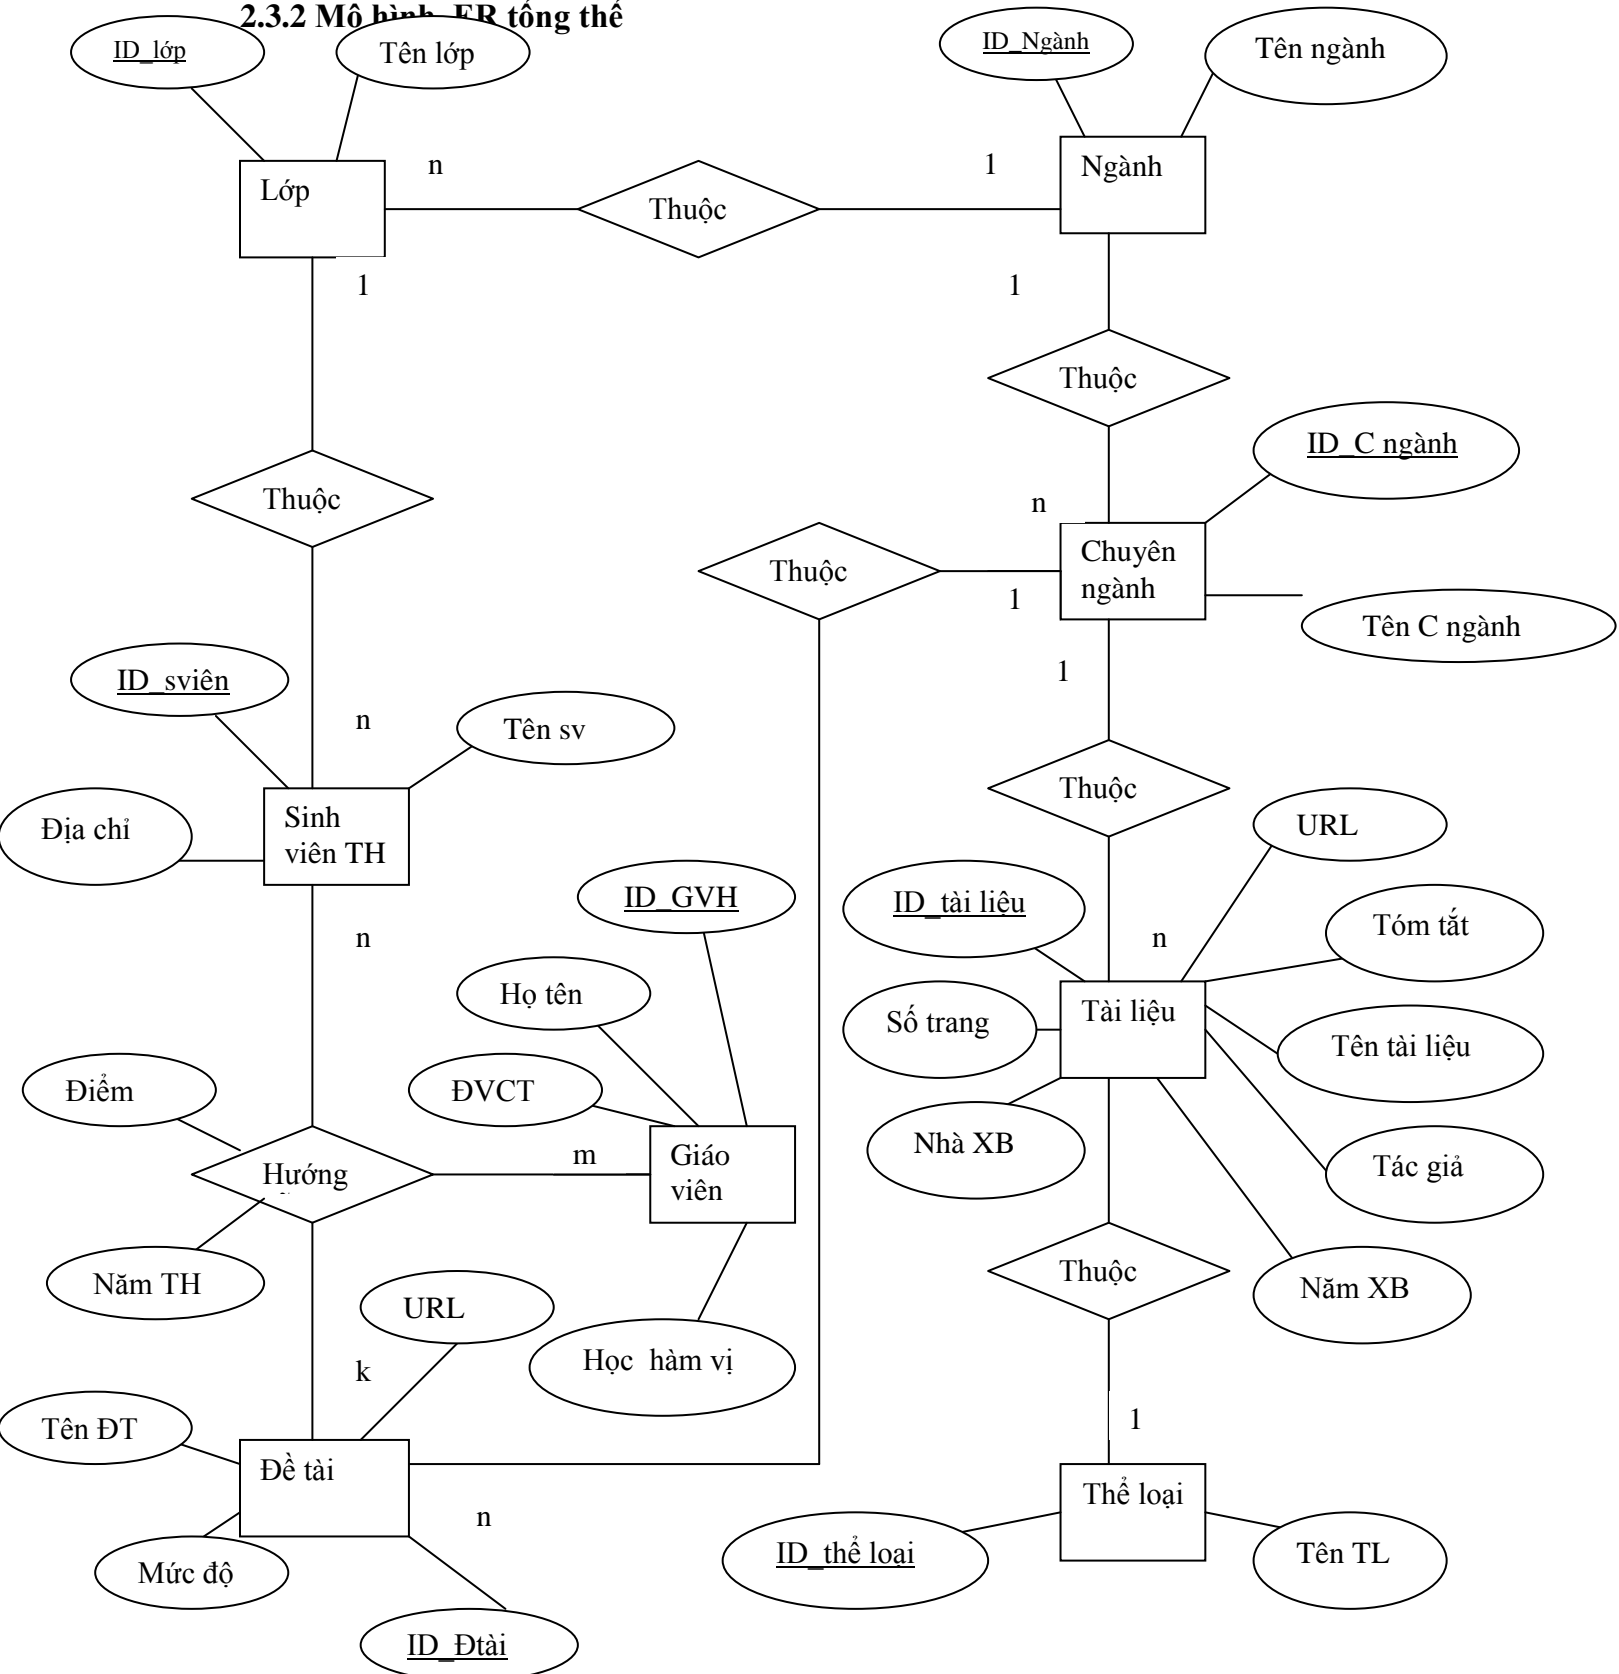 2.3.2 Mô hình ER tổng thể
ID_lớp
Tên lớp
ID_Ngành
Tên ngành
n
1
Lớp
Thuộc
Ngành
1
1
Thuộc
ID_C ngành
Thuộc
n
Thuộc
Chuyên
ngành
1
Tên C ngành
1
ID_sviên
n
Tên sv
Thuộc
Sinh
viên TH
Địa chỉ
URL
ID_GVH
ID_tài liệu
Tóm tắt
n
n
Họ tên
Số trang
Tài liệu
Tên tài liệu
Điểm
ĐVCT
Nhà XB
Hướng
m
Giáo
viên
Tác giả
Năm TH
URL
Thuộc
Năm XB
k
Học hàm vị
Tên ĐT
1
Đề tài
Thể loại
n
Mức độ
ID_thể loại
Tên TL
ID_Đtài